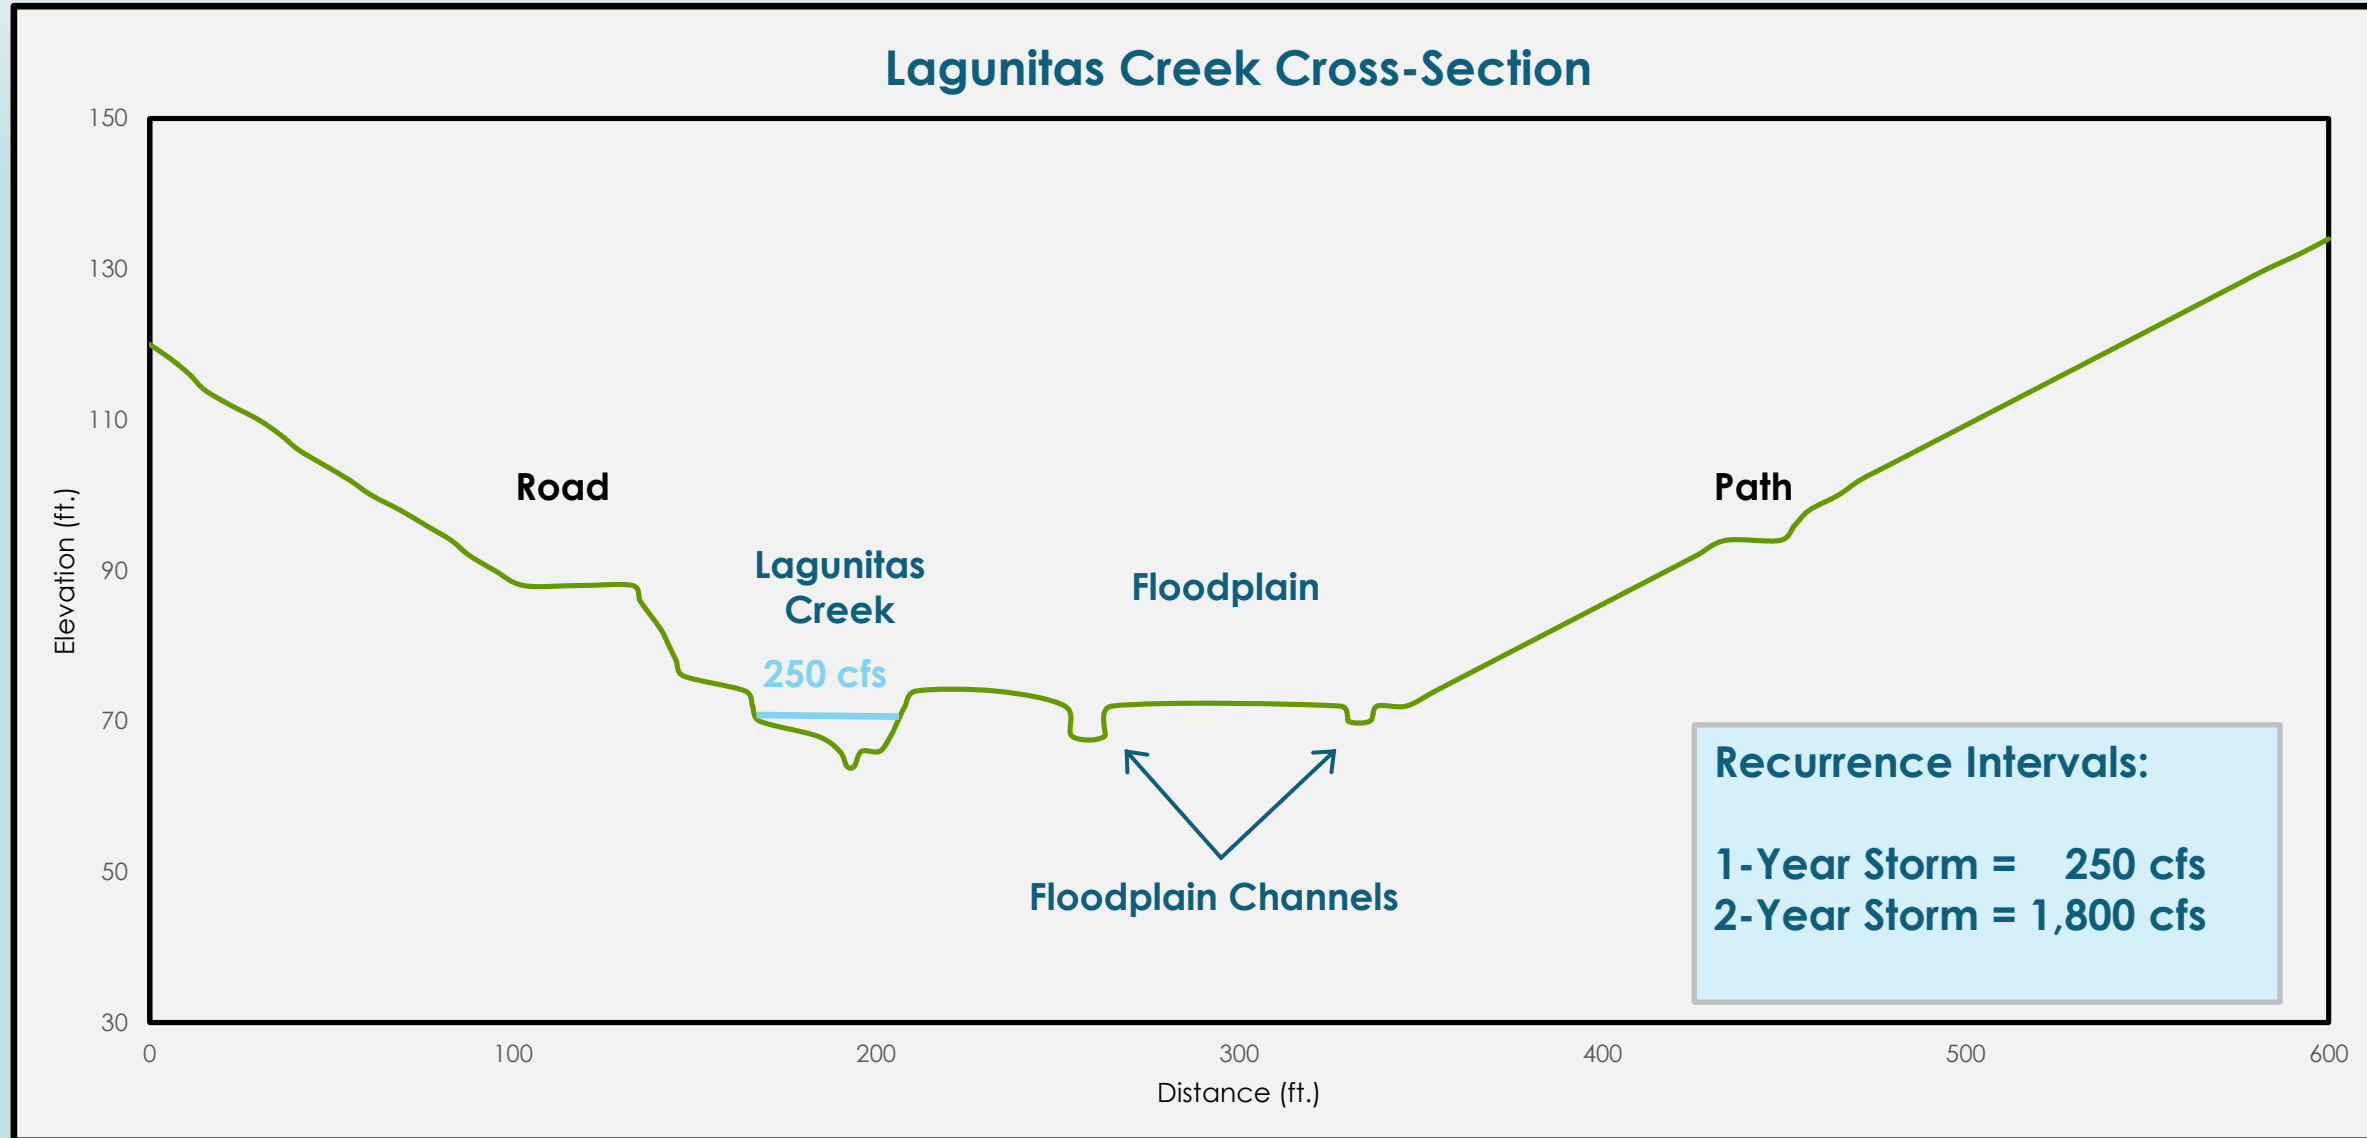 Lagunitas Creek Cross-Section
150
130
110
90
70
50
30
Elevation (ft.)
Road
Path
Lagunitas
Creek
250 cfs
Floodplain
Floodplain Channels
Recurrence Intervals:
1-Year Storm = 250 cfs
2-Year Storm = 1,800 cfs
0 100 200 300 400 500 600
Distance (ft.)